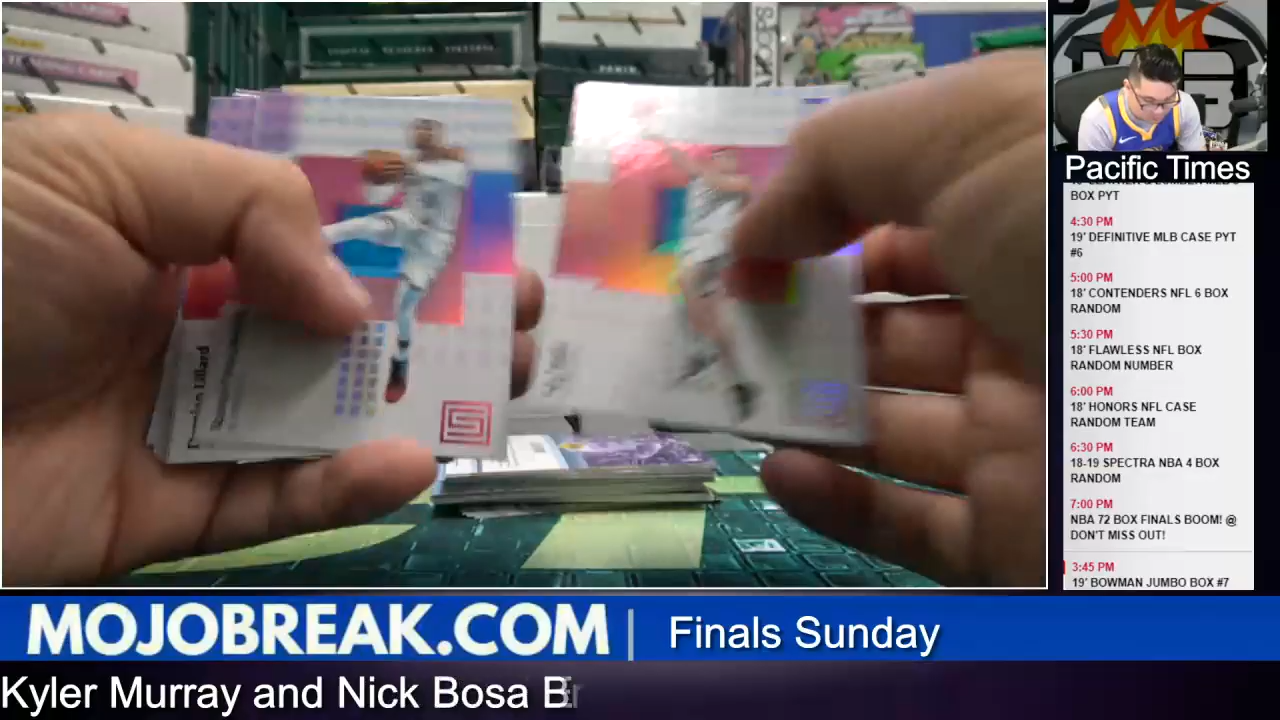 PANINI
Damian Lillard
S
Pacific Times
BOX PYT
4:30 PM
19' DEFINITIVE MLB CASE PYT
#6
5:00 PM
18' CONTENDERS NFL 6 BOX
RANDOM
5:30 PM
18' FLAWLESS NFL BOX
RANDOM NUMBER
6:00 PM
18' HONORS NFL CASE
RANDOM TEAM
6:30 PM
18-19 SPECTRA NBA 4 BOX
RANDOM
7:00 PM
NBA 72 BOX FINALS BOOM! @
DON'T MISS OUT!
3:45 PM
19' BOWMAN JUMBO BOX #7
MOJOBREAK.COM | Finals Sunday
Kyler Murray and Nick Bosa B